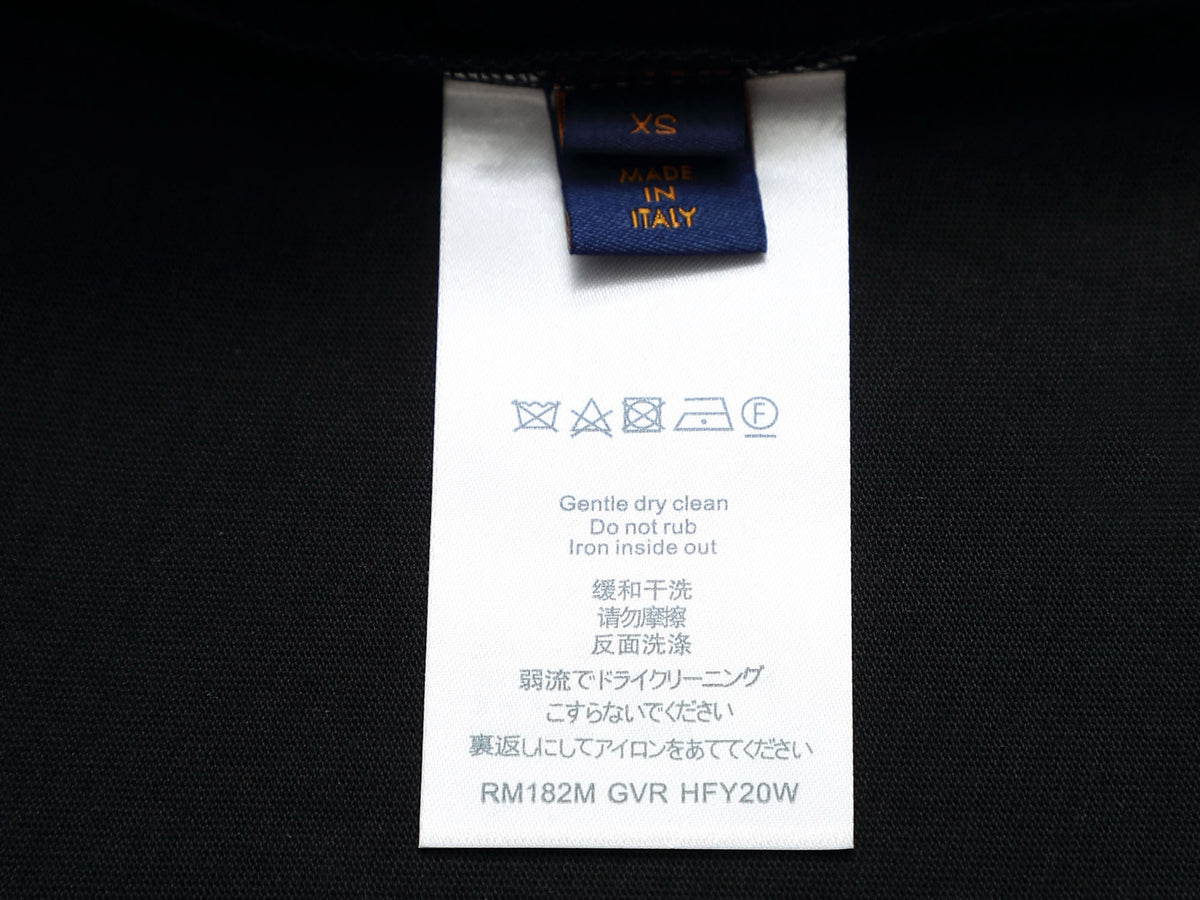 XS
MADE
IN
ITALY
F
Gentle dry clean
Do not rub
Iron inside out
缓和干洗
请勿摩擦
反面洗涤
弱流でドライクリーニング
こすらないでください
裏返しにしてアイロンをあててください
RM182M GVR HFY20W